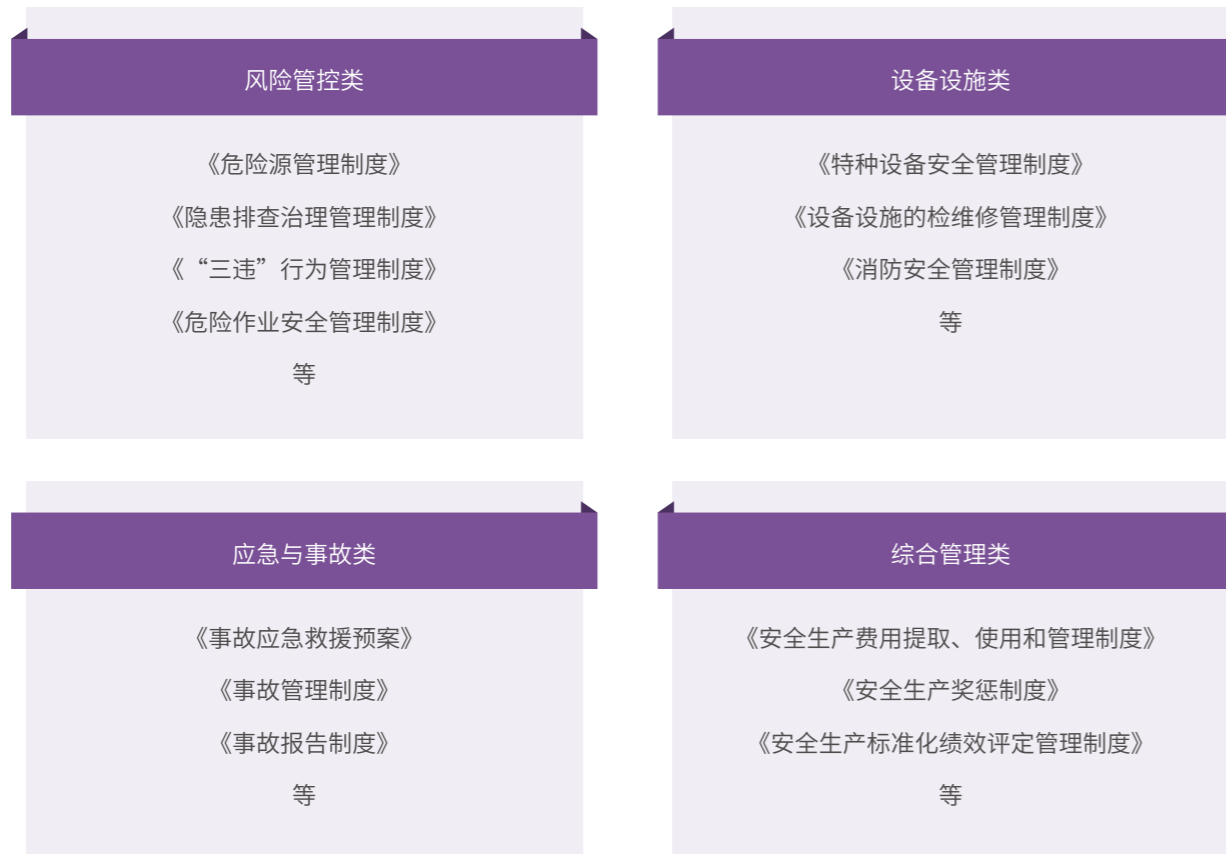 风险管控类
《危险源管理制度》
《隐患排查治理管理制度》
《“三违”行为管理制度》
《危险作业安全管理制度》
等
设备设施类
《特种设备安全管理制度》
《设备设施的检维修管理制度》
《消防安全管理制度》
等
应急与事故类
《事故应急救援预案》
《事故管理制度》
《事故报告制度》
等
综合管理类
《安全生产费用提取、使用和管理制度》
《安全生产奖惩制度》
《安全生产标准化绩效评定管理制度》
等